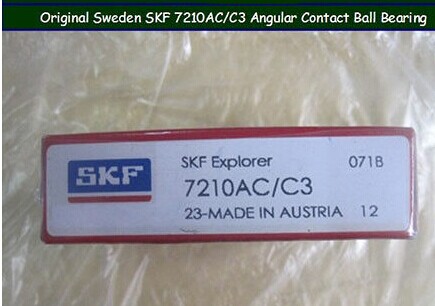 Original Sweden SKF 7210AC/C3 Angular Contact Ball Bearing
SKF
SKF Explorer 071B
7210AC/C3
23-MADE IN AUSTRIA 12